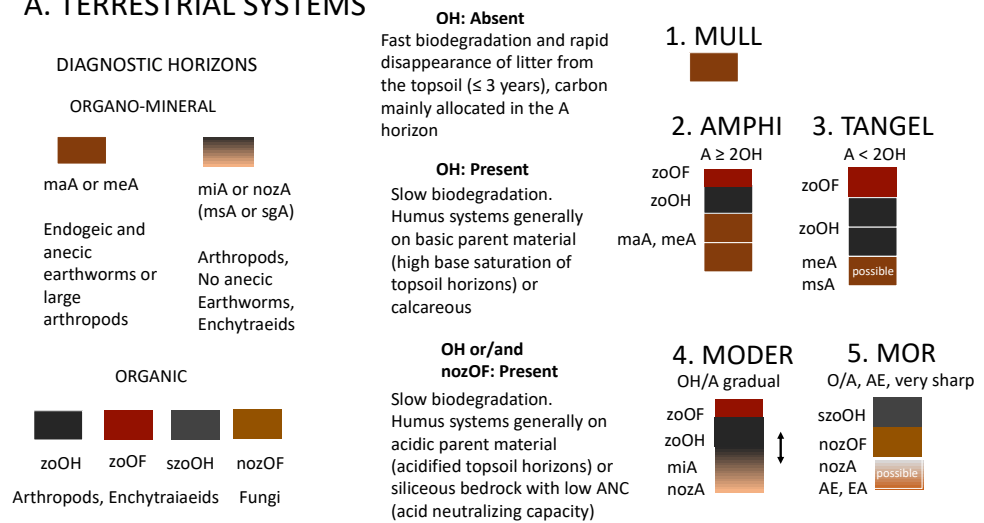 A. TERRESTRIAL SYSTEMS
DIAGNOSTIC HORIZONS
ORGANO-MINERAL
maA or meA
Endogeic and
anecic
earthworms or
large
arthropods
miA or nozA
(msA or sgA)
Arthropods,
No anecic
Earthworms,
Enchytraeids
ORGANIC
zoOH
zoOF
szoOH
nozOF
Arthropods, Enchytraiaeids
Fungi
OH: Absent
Fast biodegradation and rapid
disappearance of litter from
the topsoil (≤ 3 years), carbon
mainly allocated in the A
horizon
1. MULL
OH: Present
Slow biodegradation.
Humus systems generally
on basic parent material
(high base saturation of
topsoil horizons) or
calcareous
2. AMPHI
A ≥ 2OH
zoOF
zoOH
maA, meA
3. TANGEL
A < 2OH
zoOF
zoOH
meA
msA
possible
OH or/and
nozOF: Present
Slow biodegradation.
Humus systems generally on
acidic parent material
(acidified topsoil horizons) or
siliceous bedrock with low ANC
(acid neutralizing capacity)
4. MODER
OH/A gradual
zoOF
zoOH
miA
nozA
5. MOR
O/A, AE, very sharp
szoOH
nozOF
nozA
AE, EA
possible